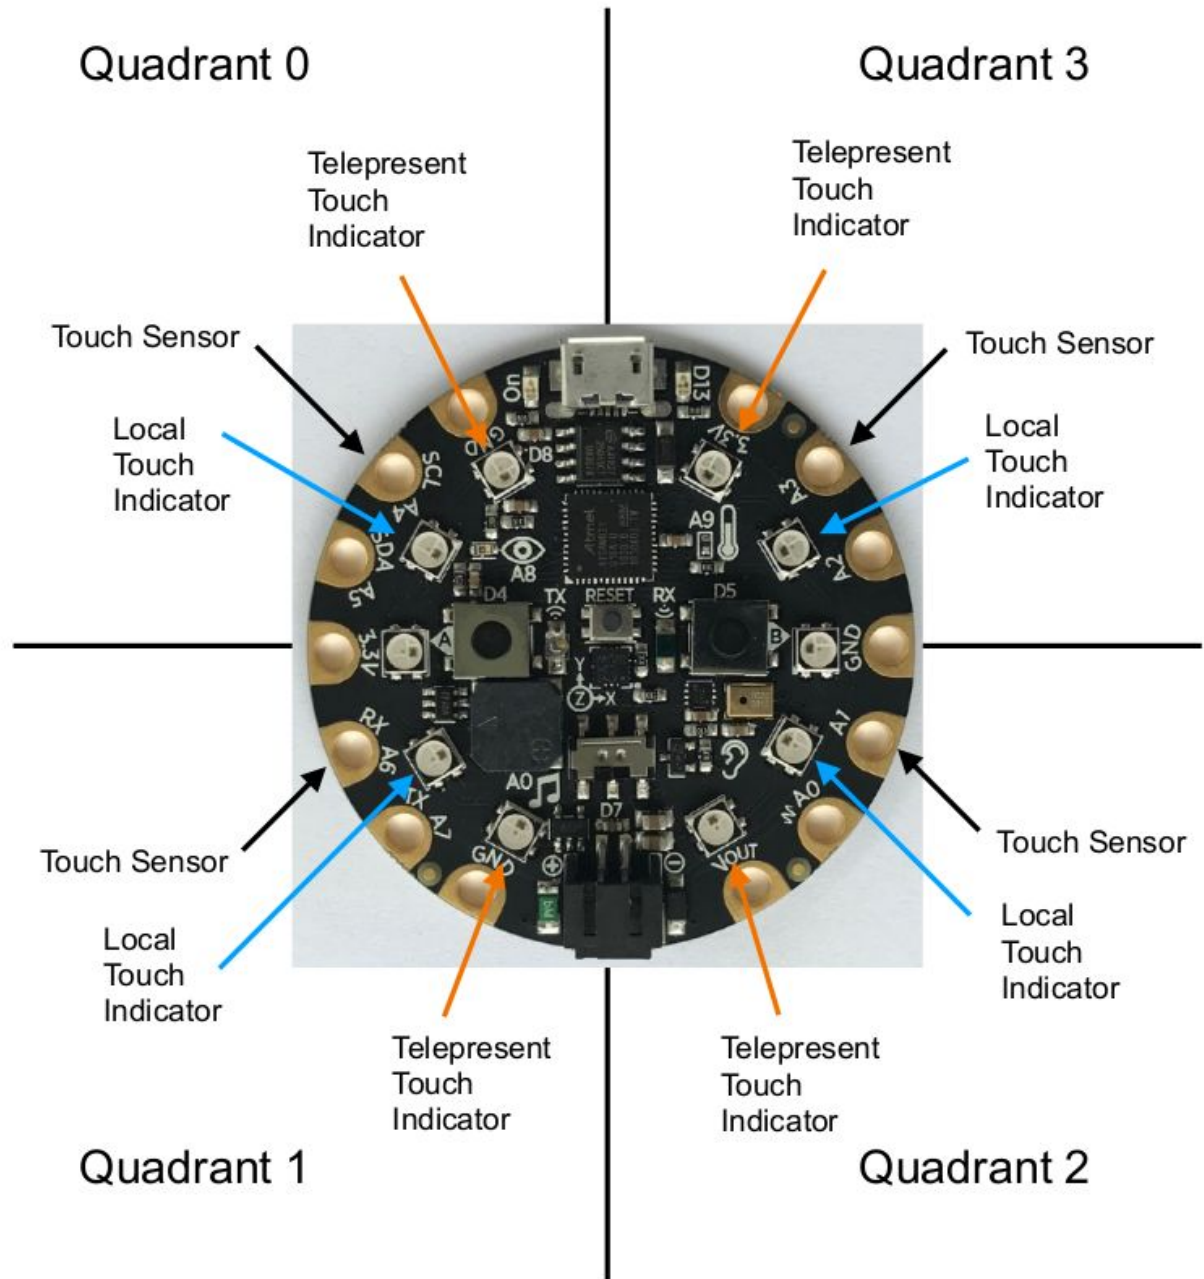 Quadrant 0
Quadrant 3
Telepresent
Touch
Indicator
Telepresent
Touch
Indicator
Touch Sensor
Touch Sensor
Local
Touch
Indicator
Local
Touch
Indicator
On
D13
GND
D8
3.3V
SCL
A4
A3
SDA
A5
A2
Atmel
A9
A8
D4
TX
RESET
RX
D5
A
B
3.3V
GND
Y
Z
X
RX
A6
A1
TX
A7
A0
A0
D7
GND
VOUT
Touch Sensor
Touch Sensor
Local
Touch
Indicator
Local
Touch
Indicator
Telepresent
Touch
Indicator
Telepresent
Touch
Indicator
Quadrant 1
Quadrant 2